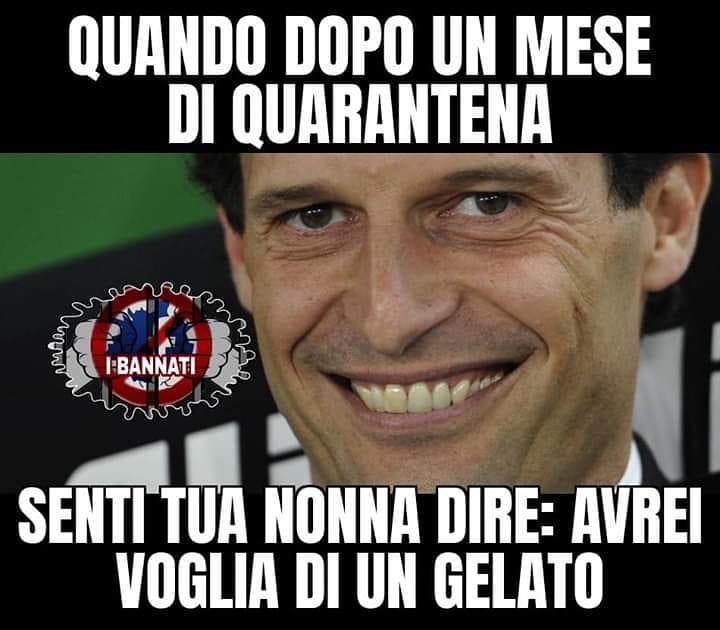 QUANDO DOPO UN MESE
DI QUARANTENA
I BANNATI
SENTI TUA NONNA DIRE: AVREI
VOGLIA DI UN GELATO